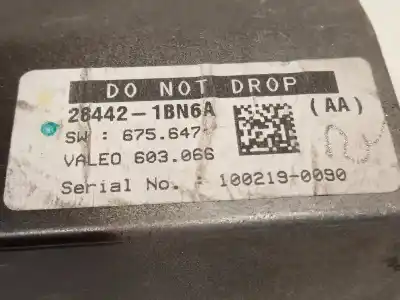 DO NOT DROP
28442-1BN6A (AA)
SW : 675.647
VALEO 603.066
Serial No. - 100219-0090